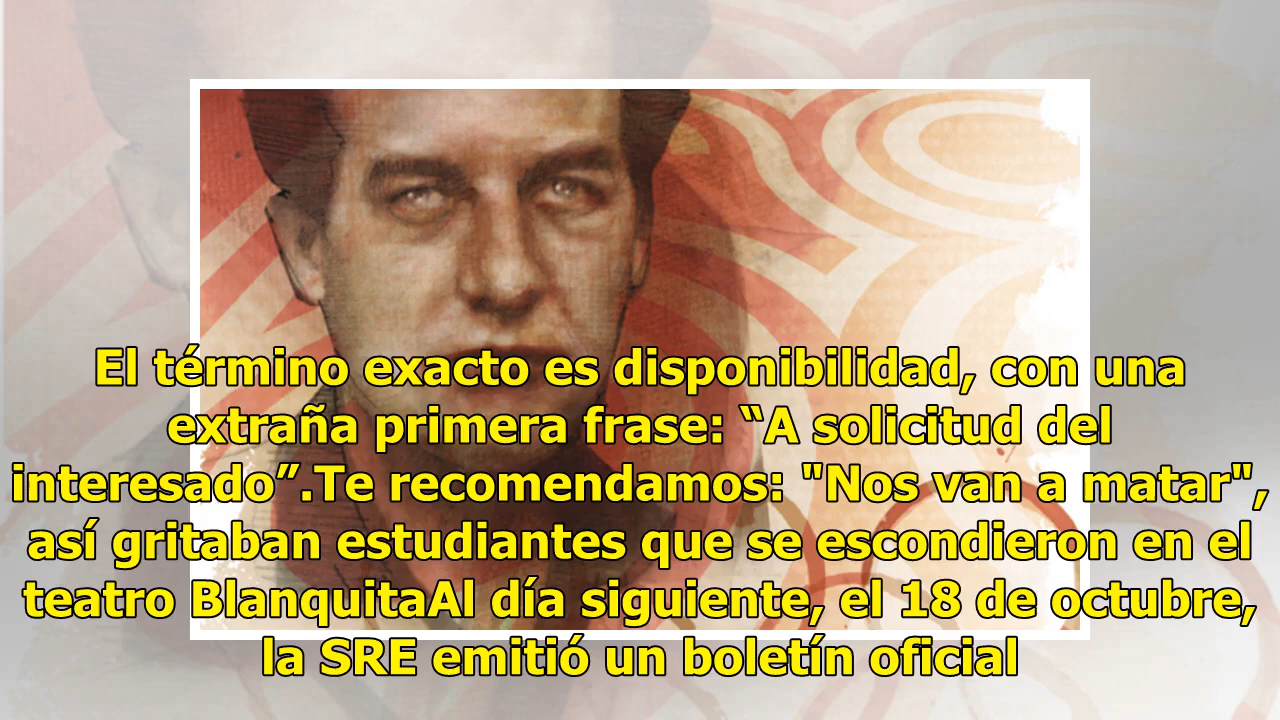 El término exacto es disponibilidad, con una
extraña primera frase: “A solicitud del
interesado”.Te recomendamos: "Nos van a matar",
así gritaban estudiantes que se escondieron en el
teatro BlanquitaAl día siguiente, el 18 de octubre,
la SRE emitió un boletín oficial